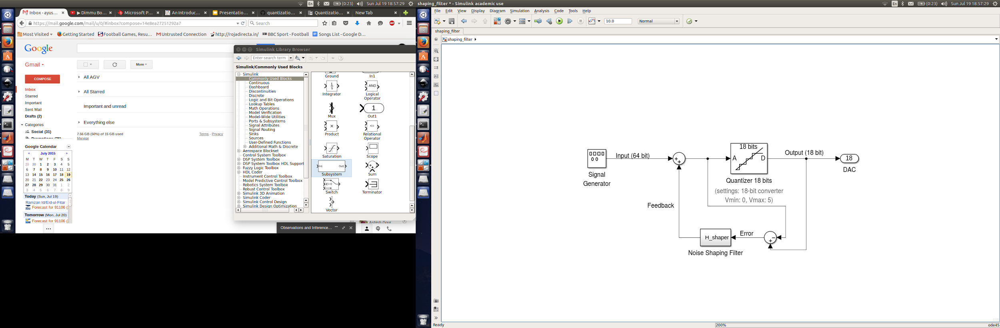 En
(0:23)
Sun Jul 19 18:57:29
Inbox - ayus...
▶ Dimmu Bo...
Microsoft P...
An Introduc...
Presentatio...
quantizatio...
Quantizatio...
New Tab
https://mail.google.com/mail/u/0/#inbox?compose=14e8ea27251292a7
Search
ABP
Most Visited
Getting Started
Football Games, Resu...
Untrusted Connection
http://rojadirecta.in/
BBC Sport - Football
Songs List - Google D...
Google
Gmail
More
COMPOSE
All AGV
Inbox
All Starred
Starred
Important
Important and unread
Sent Mail
Drafts (2)
Everything else
Categories
Social (31)
Promotions (75)
7.56 GB (50%) of 15 GB used
Manage
Terms - Privacy
Google Calendar
« July 2015 »
M T W T F S S
29 30 1 2 3 4 5
6 7 8 9 10 11 12
13 14 15 16 17 18 19
20 21 22 23 24 25 26
27 28 29 30 31 1 2
3 4 5 6 7 8 9
Today (Sun, Jul 19)
Ramzan Id/Eid-ul-Fitar
Forecast for 91106 (
Tomorrow (Mon, Jul 20)
Forecast for 91106 (
Simulink Library Browser
Enter search term
Simulink/Commonly Used Blocks
Simulink
Commonly Used Blocks
Continuous
Dashboard
Discontinuities
Discrete
Logic and Bit Operations
Lookup Tables
Math Operations
Model Verification
Model-Wide Utilities
Ports & Subsystems
Signal Attributes
Signal Routing
Sinks
Sources
User-Defined Functions
Additional Math & Discrete
Aerospace Blockset
Control System Toolbox
DSP System Toolbox
DSP System Toolbox HDL Support
Fuzzy Logic Toolbox
HDL Coder
Instrument Control Toolbox
Model Predictive Control Toolbox
Robotics System Toolbox
Robust Control Toolbox
Simulink 3D Animation
Simulink Coder
Simulink Control Design
Simulink Design Optimization
Ground
In1
1
s
AND
Integrator
Logical
Operator
1
Mux
Out1
×
<=
Product
Relational
Operator
Saturation
Scope
In1
Out1
Subsystem
Sum
> 0
Switch
Terminator
Vector
Observations and Inference...
Ashish Gour
shaping_filter * - Simulink academic use
En
(0:23)
Sun Jul 19 18:57:29
File Edit View Display Diagram Simulation Analysis Code Tools Help
10.0
Normal
shaping_filter
shaping_filter
Signal
Generator
Input (64 bit)
18 bits
A
D
Quantizer 18 bits
(settings: 18-bit converter
Vmin: 0, Vmax: 5)
Output (18 bit)
18
DAC
Feedback
H_shaper
Error
Noise Shaping Filter
Ready
200%
ode45